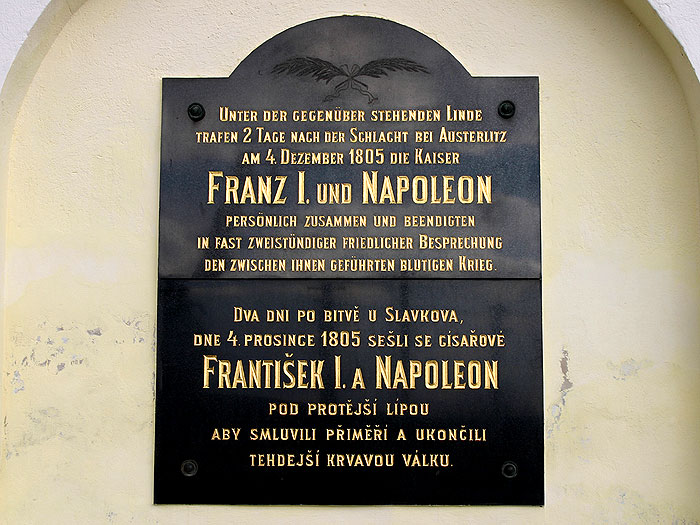 Unter der gegenüber stehenden Linde
trafen 2 Tage nach der Schlacht bei Austerlitz
am 4. Dezember 1805 die Kaiser
Franz I. und Napoleon
persönlich zusammen und beendigten
in fast zweistündiger friedlicher Besprechung
den zwischen ihnen geführten blutigen Krieg.
Dva dni po bitvě u Slavkova,
dne 4. prosince 1805 sešli se císařové
František I. a Napoleon
pod protější lípou
aby smluvili příměří a ukončili
tehdejší krvavou válku.